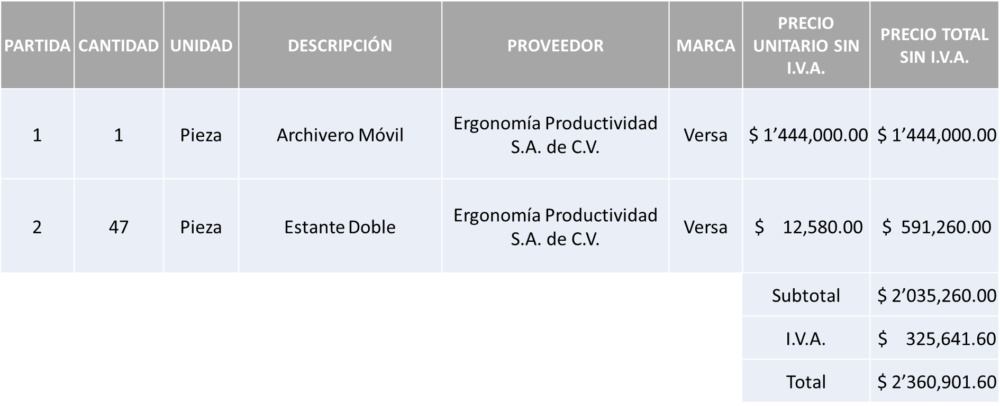 PARTIDA CANTIDAD UNIDAD DESCRIPCIÓN PROVEEDOR MARCA PRECIO UNITARIO SIN I.V.A. PRECIO TOTAL SIN I.V.A.
1 1 Pieza Archivero Móvil Ergonomía Productividad S.A. de C.V. Versa $ 1’444,000.00 $ 1’444,000.00
2 47 Pieza Estante Doble Ergonomía Productividad S.A. de C.V. Versa $ 12,580.00 $ 591,260.00
Subtotal $ 2’035,260.00
I.V.A. $ 325,641.60
Total $ 2’360,901.60